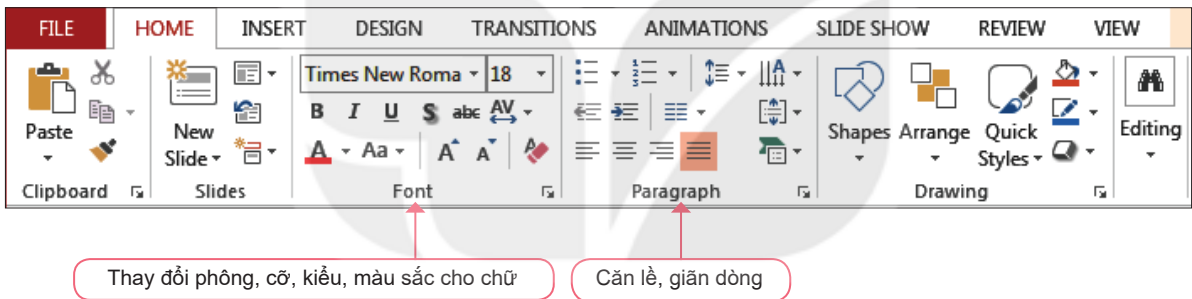 FILE HOME INSERT DESIGN TRANSITIONS ANIMATIONS SLIDE SHOW REVIEW VIEW
Times New Roma 18
B I U S abc AV
Paste New Slide Shapes Arrange Quick Styles Editing
A Aa A A
Clipboard Slides Font Paragraph Drawing
Thay đổi phông, cỡ, kiểu, màu sắc cho chữ Căn lề, giãn dòng